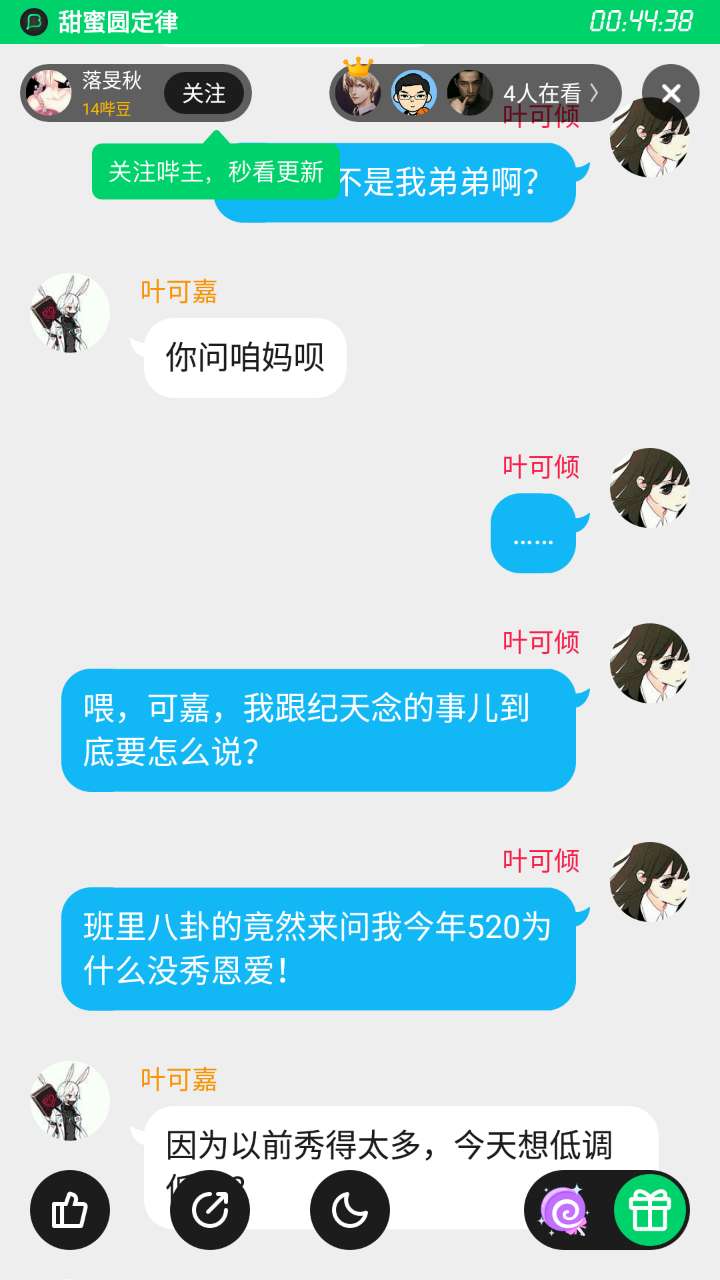 甜蜜圆定律
00:44:38
落旻秋
14哔豆
关注
4人在看
叶可倾
关注哔主，秒看更新
不是我弟弟啊？
叶可嘉
你问咱妈呗
叶可倾
……
叶可倾
喂，可嘉，我跟纪天念的事儿到
底要怎么说？
叶可倾
班里八卦的竟然来问我今年520为
什么没秀恩爱！
叶可嘉
因为以前秀得太多，今天想低调